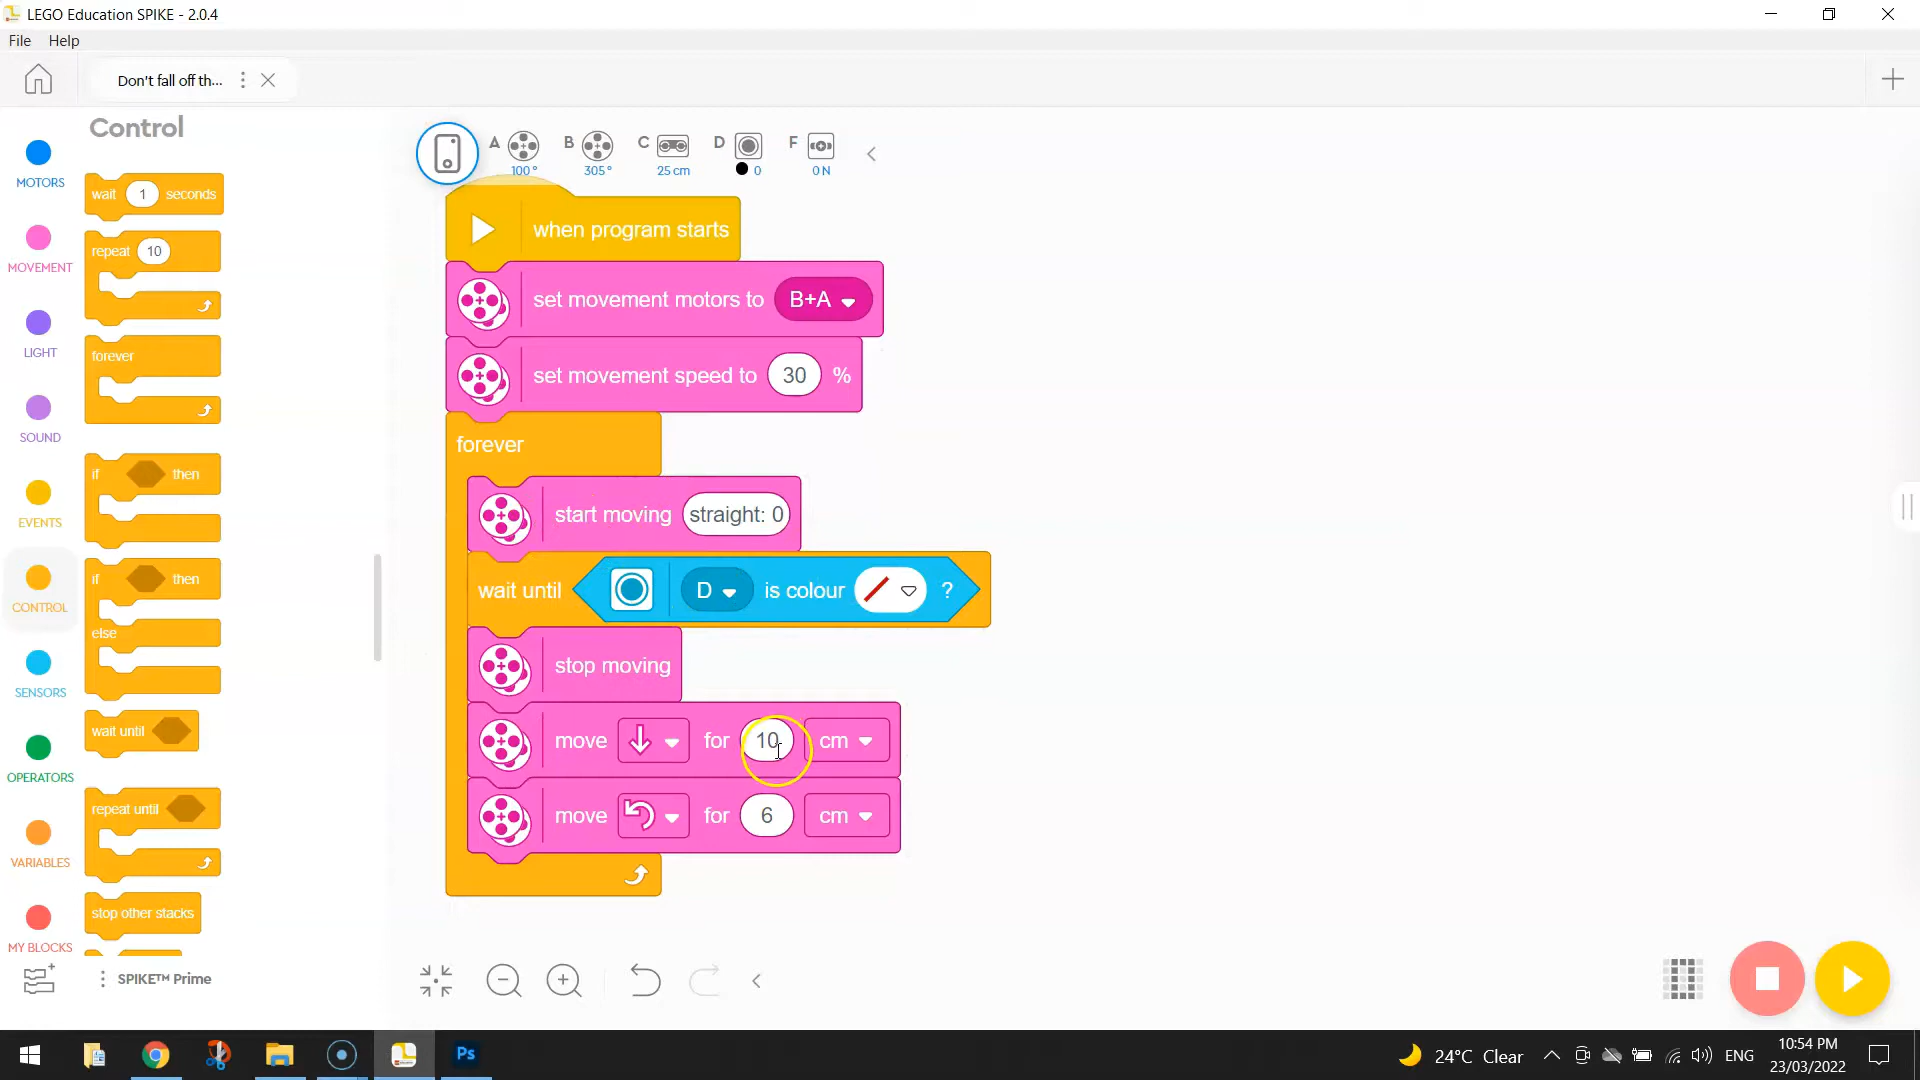 LEGO Education SPIKE - 2.0.4
File Help
Don't fall off th...
Control
MOTORS
MOVEMENT
LIGHT
SOUND
EVENTS
CONTROL
SENSORS
OPERATORS
VARIABLES
MY BLOCKS
wait 1 seconds
repeat 10
forever
if then
if then
else
wait until
repeat until
stop other stacks
SPIKE™ Prime
A 100° B 305° C 25 cm D 0 F 0 N
when program starts
set movement motors to B+A
set movement speed to 30 %
forever
start moving straight: 0
wait until D is colour ?
stop moving
move for 10 cm
move for 6 cm
Ps
24°C Clear
ENG
10:54 PM
23/03/2022